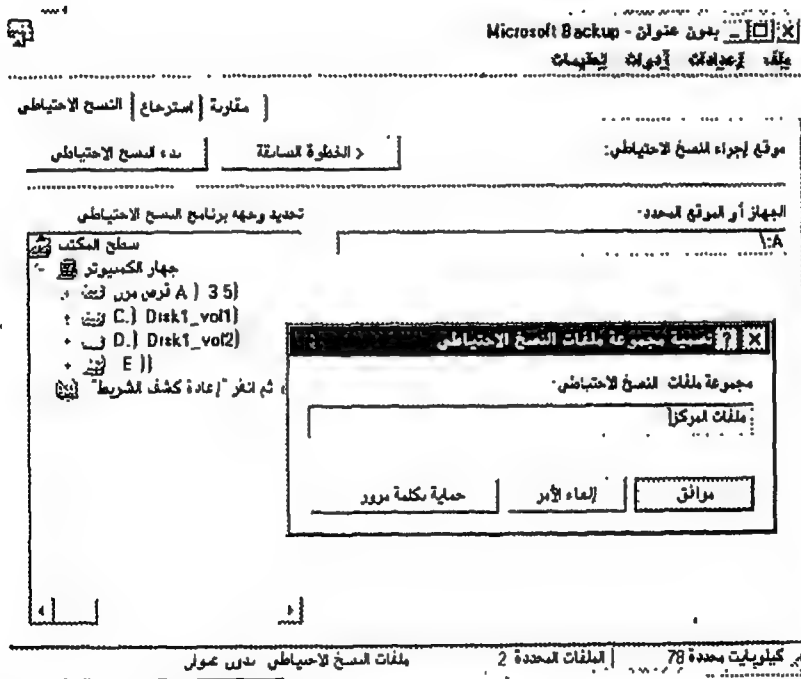 بدون عنوان - Microsoft Backup
ملف إعدادات أدوات تعليمات
النسخ الاحتياطي
استرجاع
مقارنة
موقع إجراء النسخ الاحتياطي:
< الخطوة السابقة
بدء النسخ الاحتياطي
الجهاز أو الموقع المحدد:
A:\
تحديد وجهة برنامج النسخ الاحتياطي
سطح المكتب
جهاز الكمبيوتر
قرص مرن A ) 3 5)
C.) Disk1_vol1)
D.) Disk1_vol2)
E ))
ثم انقر "إعادة كشف الشريط"
تسمية مجموعة ملفات النسخ الاحتياطي
مجموعة ملفات النسخ الاحتياطي:
ملفات المركز
موافق
إلغاء الأمر
حماية بكلمة مرور
ملفات النسخ الاحتياطي بدون عنوان
الملفات المحددة 2
كيلوبايت محددة 78